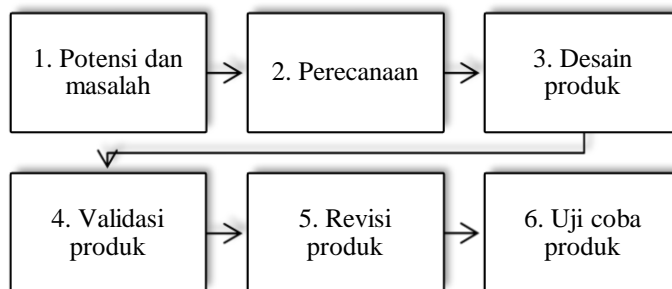 1. Potensi dan
masalah
2. Perecanaan
3. Desain
produk
4. Validasi
produk
5. Revisi
produk
6. Uji coba
produk